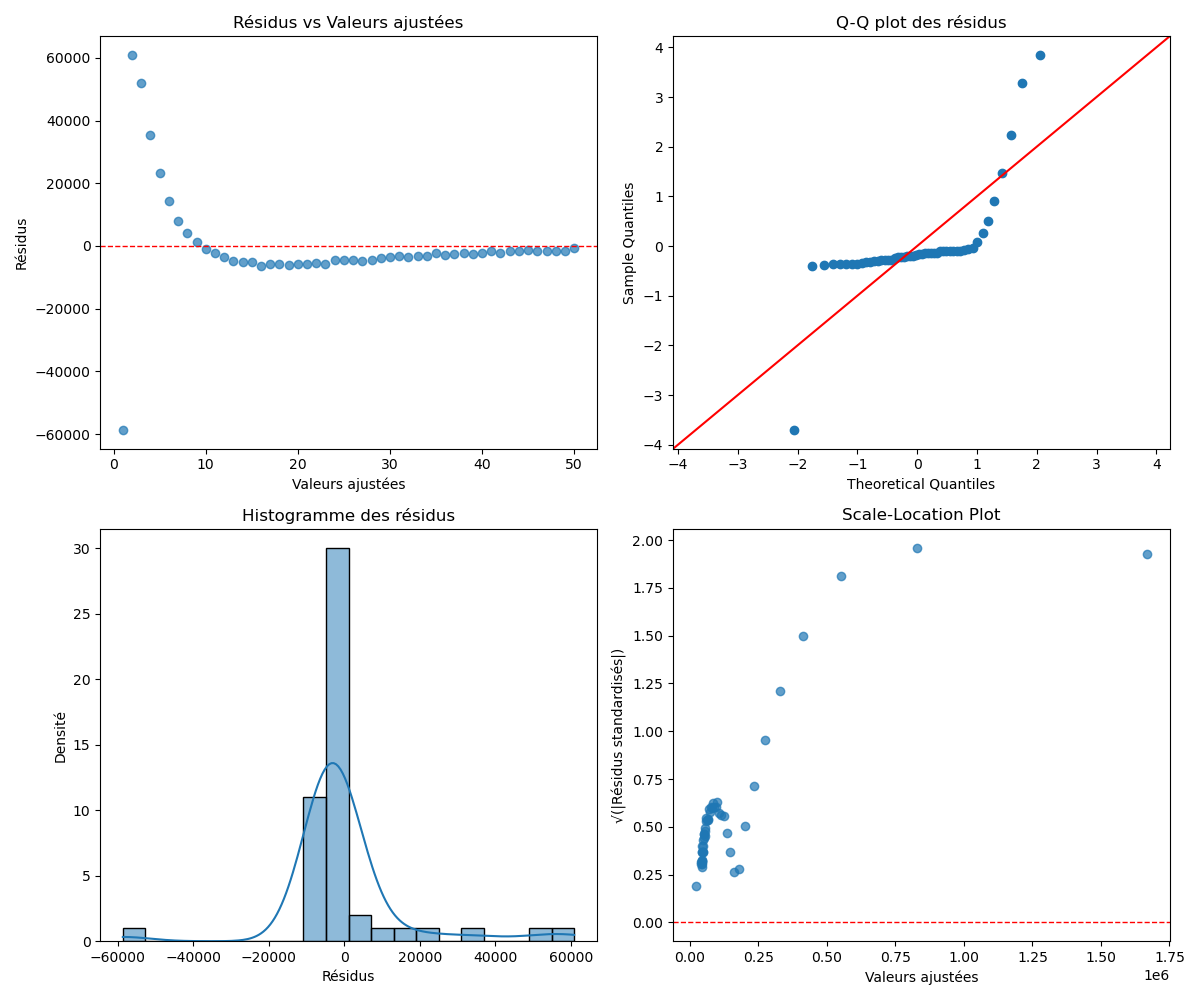 Résidus vs Valeurs ajustées
60000
40000
20000
0
−20000
−40000
−60000
Résidus
0 10 20 30 40 50
Valeurs ajustées
Q-Q plot des résidus
4
3
2
1
0
−1
−2
−3
−4
Sample Quantiles
−4 −3 −2 −1 0 1 2 3 4
Theoretical Quantiles
Histogramme des résidus
30
25
20
15
10
5
0
Densité
−60000 −40000 −20000 0 20000 40000 60000
Résidus
Scale-Location Plot
2.00
1.75
1.50
1.25
1.00
0.75
0.50
0.25
0.00
√(|Résidus standardisés|)
0.00 0.25 0.50 0.75 1.00 1.25 1.50 1.75
1e6
Valeurs ajustées